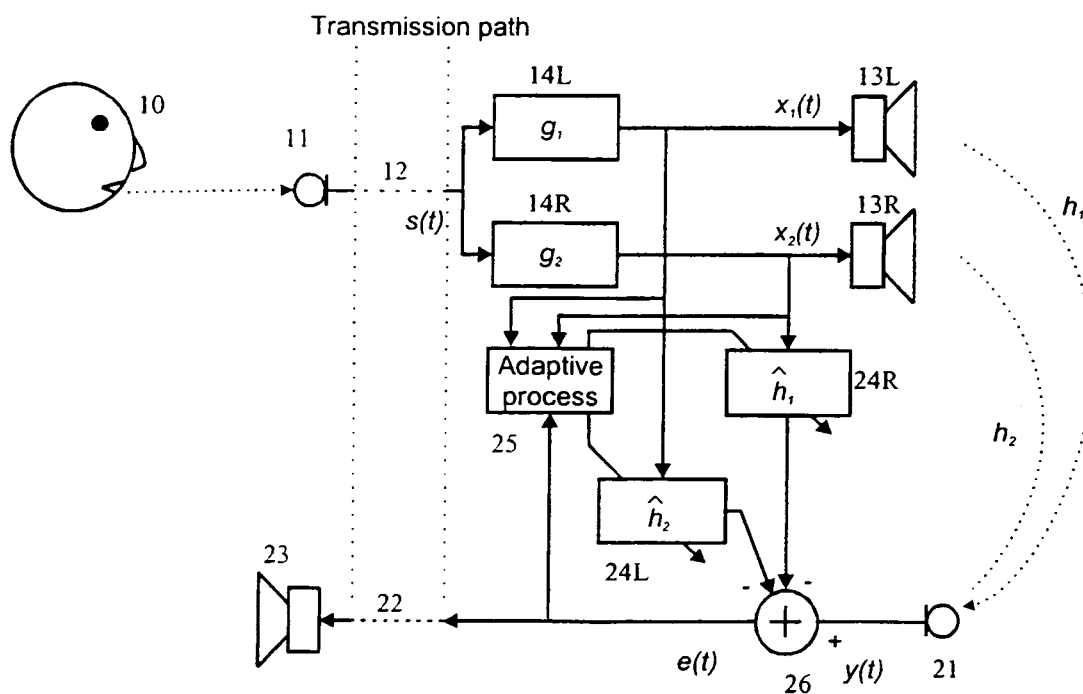 Transmission path
14L
13L
10
g₁
x₁(t)
11
12
h₁
14R
13R
s(t)
x₂(t)
g₂
Adaptive
process
ĥ₁
24R
25
h₂
ĥ₂
23
24L
22
-
-
+
e(t)
+
y(t)
21
26